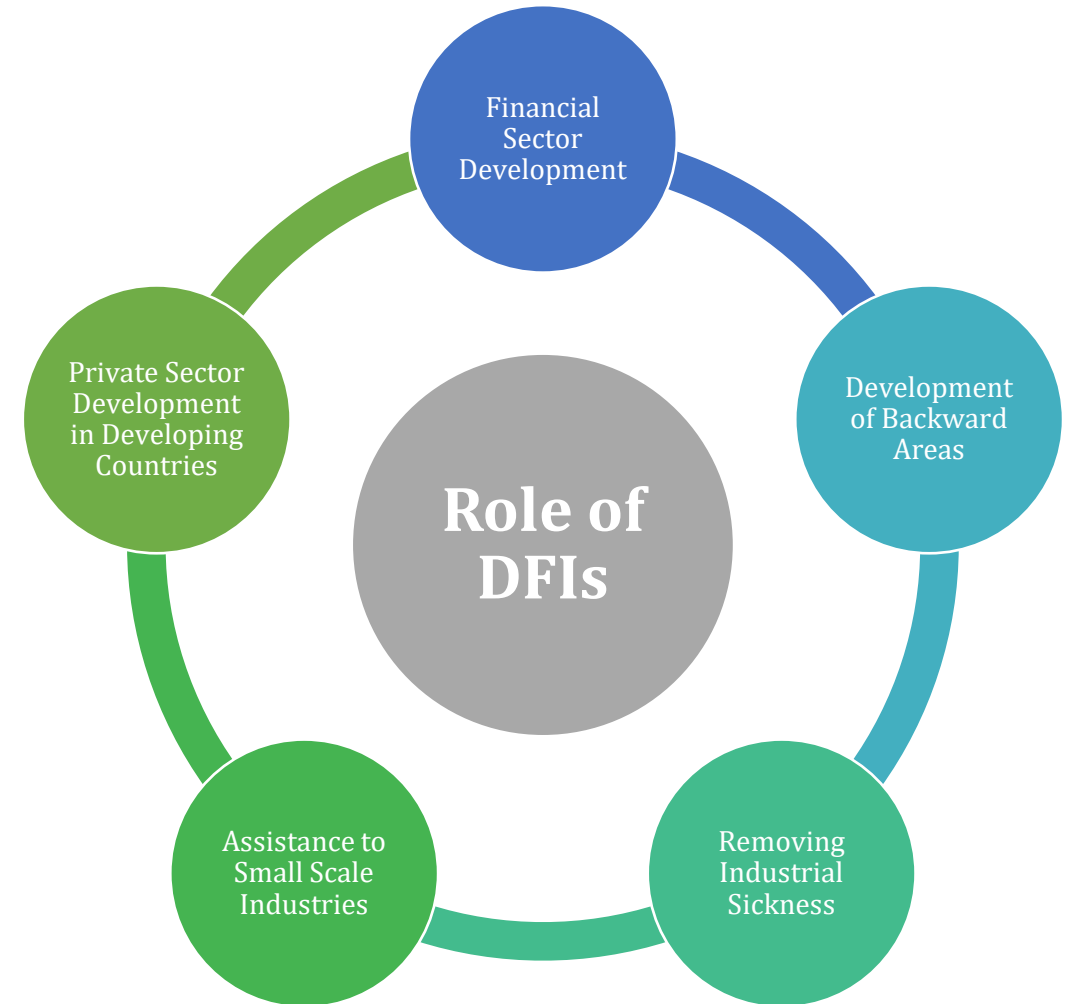 Financial
Sector
Development
Development
of Backward
Areas
Removing
Industrial
Sickness
Assistance to
Small Scale
Industries
Private Sector
Development
in Developing
Countries
Role of
DFIs